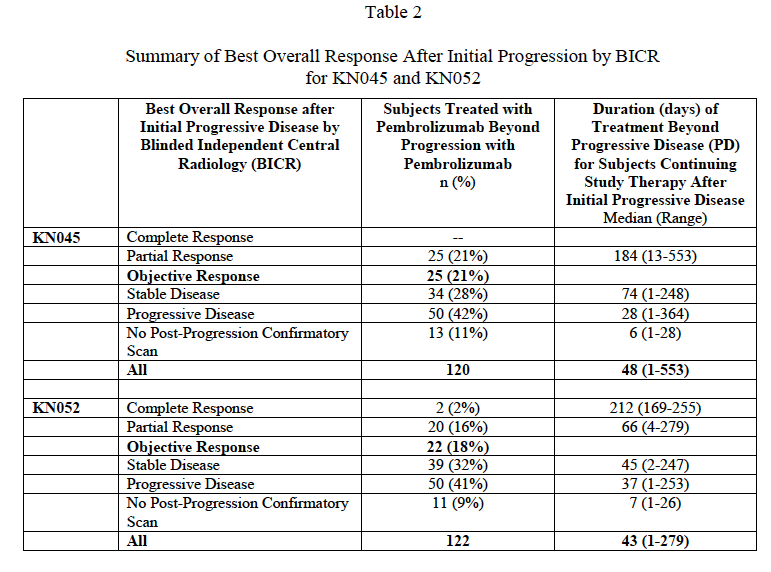 Table 2
Summary of Best Overall Response After Initial Progression by BICR
for KN045 and KN052
Best Overall Response after
Initial Progressive Disease by
Blinded Independent Central
Radiology (BICR)
Subjects Treated with
Pembrolizumab Beyond
Progression with
Pembrolizumab
n (%)
Duration (days) of
Treatment Beyond
Progressive Disease (PD)
for Subjects Continuing
Study Therapy After
Initial Progressive Disease
Median (Range)
KN045 Complete Response --
Partial Response 25 (21%) 184 (13-553)
Objective Response 25 (21%)
Stable Disease 34 (28%) 74 (1-248)
Progressive Disease 50 (42%) 28 (1-364)
No Post-Progression Confirmatory 13 (11%) 6 (1-28)
Scan
All 120 48 (1-553)
KN052 Complete Response 2 (2%) 212 (169-255)
Partial Response 20 (16%) 66 (4-279)
Objective Response 22 (18%)
Stable Disease 39 (32%) 45 (2-247)
Progressive Disease 50 (41%) 37 (1-253)
No Post-Progression Confirmatory 11 (9%) 7 (1-26)
Scan
All 122 43 (1-279)